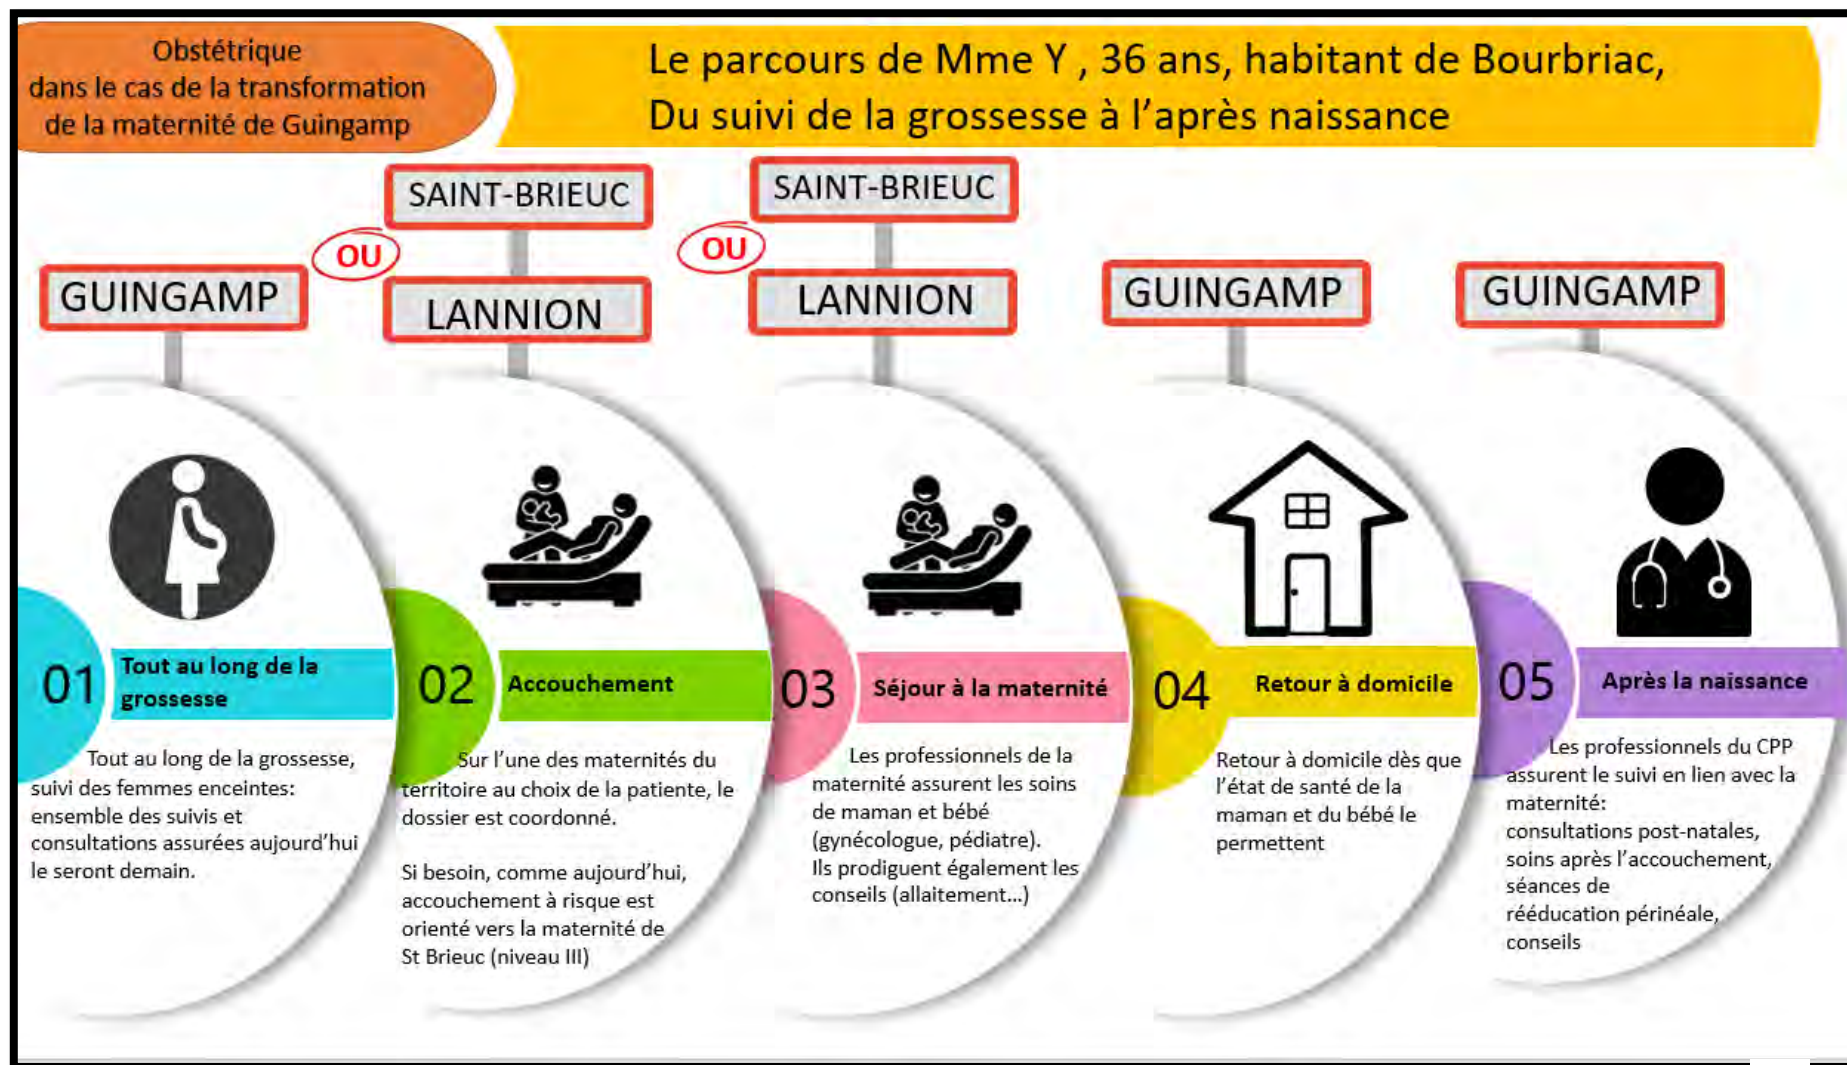 Obstétrique
dans le cas de la transformation
de la maternité de Guingamp
Le parcours de Mme Y , 36 ans, habitant de Bourbriac,
Du suivi de la grossesse à l'après naissance
GUINGAMP
OU
SAINT-BRIEUC
LANNION
OU
SAINT-BRIEUC
LANNION
GUINGAMP
GUINGAMP
01
Tout au long de la
grossesse
Tout au long de la grossesse,
suivi des femmes enceintes:
ensemble des suivis et
consultations assurées aujourd'hui
le seront demain.
02
Accouchement
Sur l'une des maternités du
territoire au choix de la patiente, le
dossier est coordonné.
Si besoin, comme aujourd'hui,
accouchement à risque est
orienté vers la maternité de
St Brieuc (niveau III)
03
Séjour à la maternité
Les professionnels de la
maternité assurent les soins
de maman et bébé
(gynécologue, pédiatre).
Ils prodiguent également les
conseils (allaitement...)
04
Retour à domicile
Retour à domicile dès que
l'état de santé de la
maman et du bébé le
permettent
05
Après la naissance
Les professionnels du CPP
assurent le suivi en lien avec la
maternité:
consultations post-natales,
soins après l'accouchement,
séances de
rééducation périnéale,
conseils